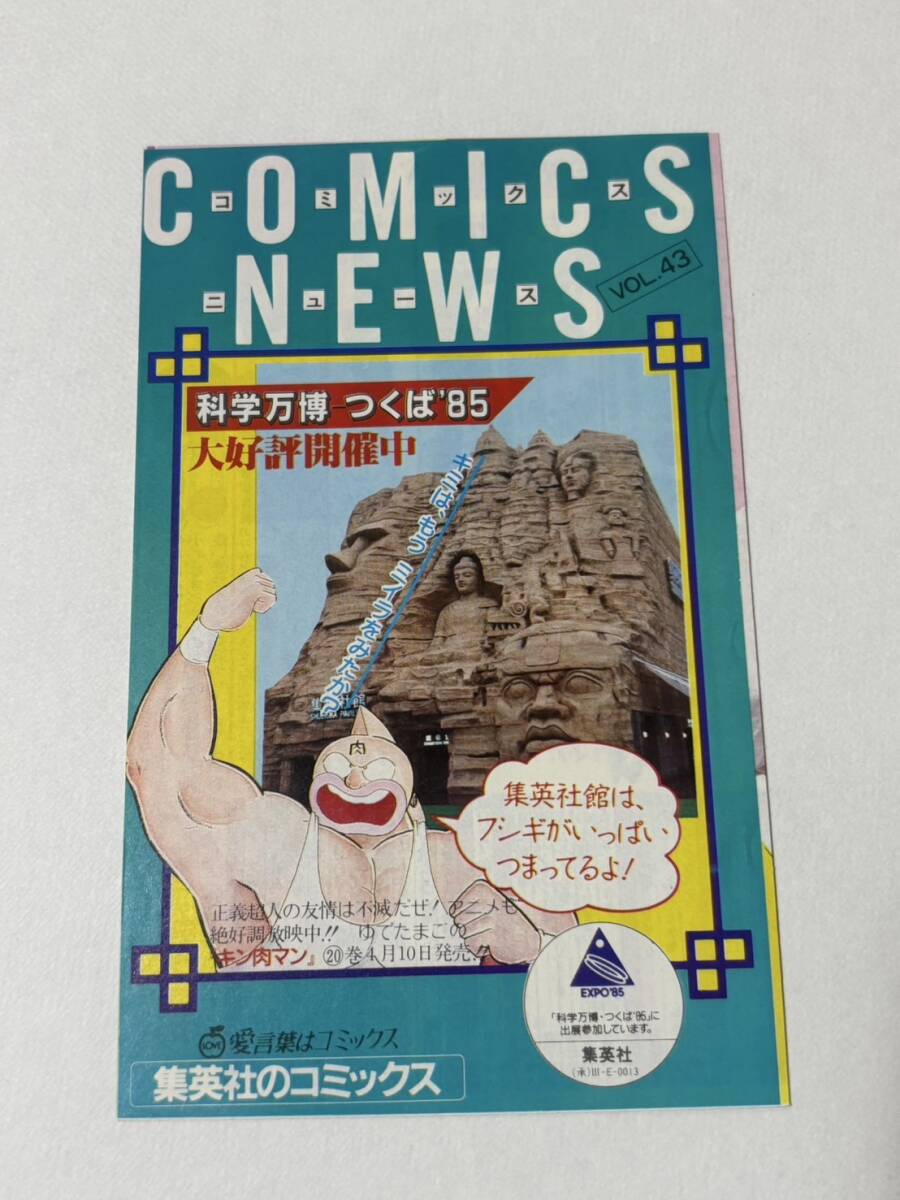 COMICS
コミックス
NEWS
ニュース
VOL.43
科学万博-つくば'85
大好評開催中
キミは、もうミイラをみたか?
集英社館
肉
集英社館は、
フシギがいっぱい
つまってるよ!
正義超人の友情は不滅だぜ!アニメも
絶好調放映中!! ゆでたまごの
『キン肉マン』⑳巻4月10日発売!!
EXPO'85
「科学万博・つくば'85」に
出展参加しています。
集英社
(承)III-E-0013
LOVE
愛言葉はコミックス
集英社のコミックス